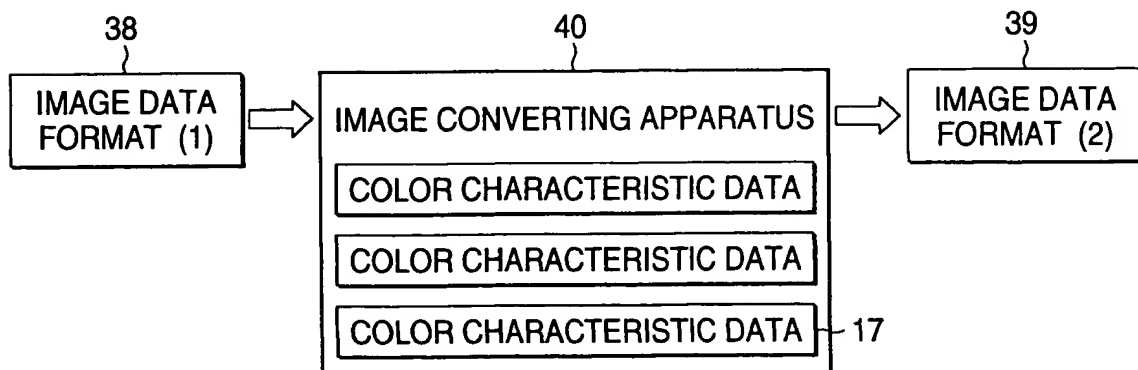 38
40
39
IMAGE DATA
FORMAT (1)
IMAGE CONVERTING APPARATUS
IMAGE DATA
FORMAT (2)
COLOR CHARACTERISTIC DATA
COLOR CHARACTERISTIC DATA
COLOR CHARACTERISTIC DATA
17